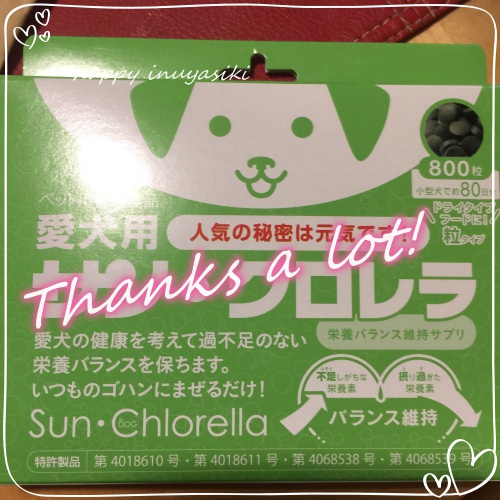 happy inuyasiki
800粒
小型犬で約80日分
ドライタイプ
フードに!
粒タイプ
愛犬用
人気の秘密は元気です
Thanks a lot!
クロレラ
栄養バランス維持サプリ
愛犬の健康を考えて過不足のない
栄養バランスを保ちます。
いつものゴハンにまぜるだけ!
不足しがちな
栄養素
摂り過ぎた
栄養素
バランス維持
Sun・Chlorella
DOG
特許製品 第4018610号・第4018611号・第4068538号・第4068539号